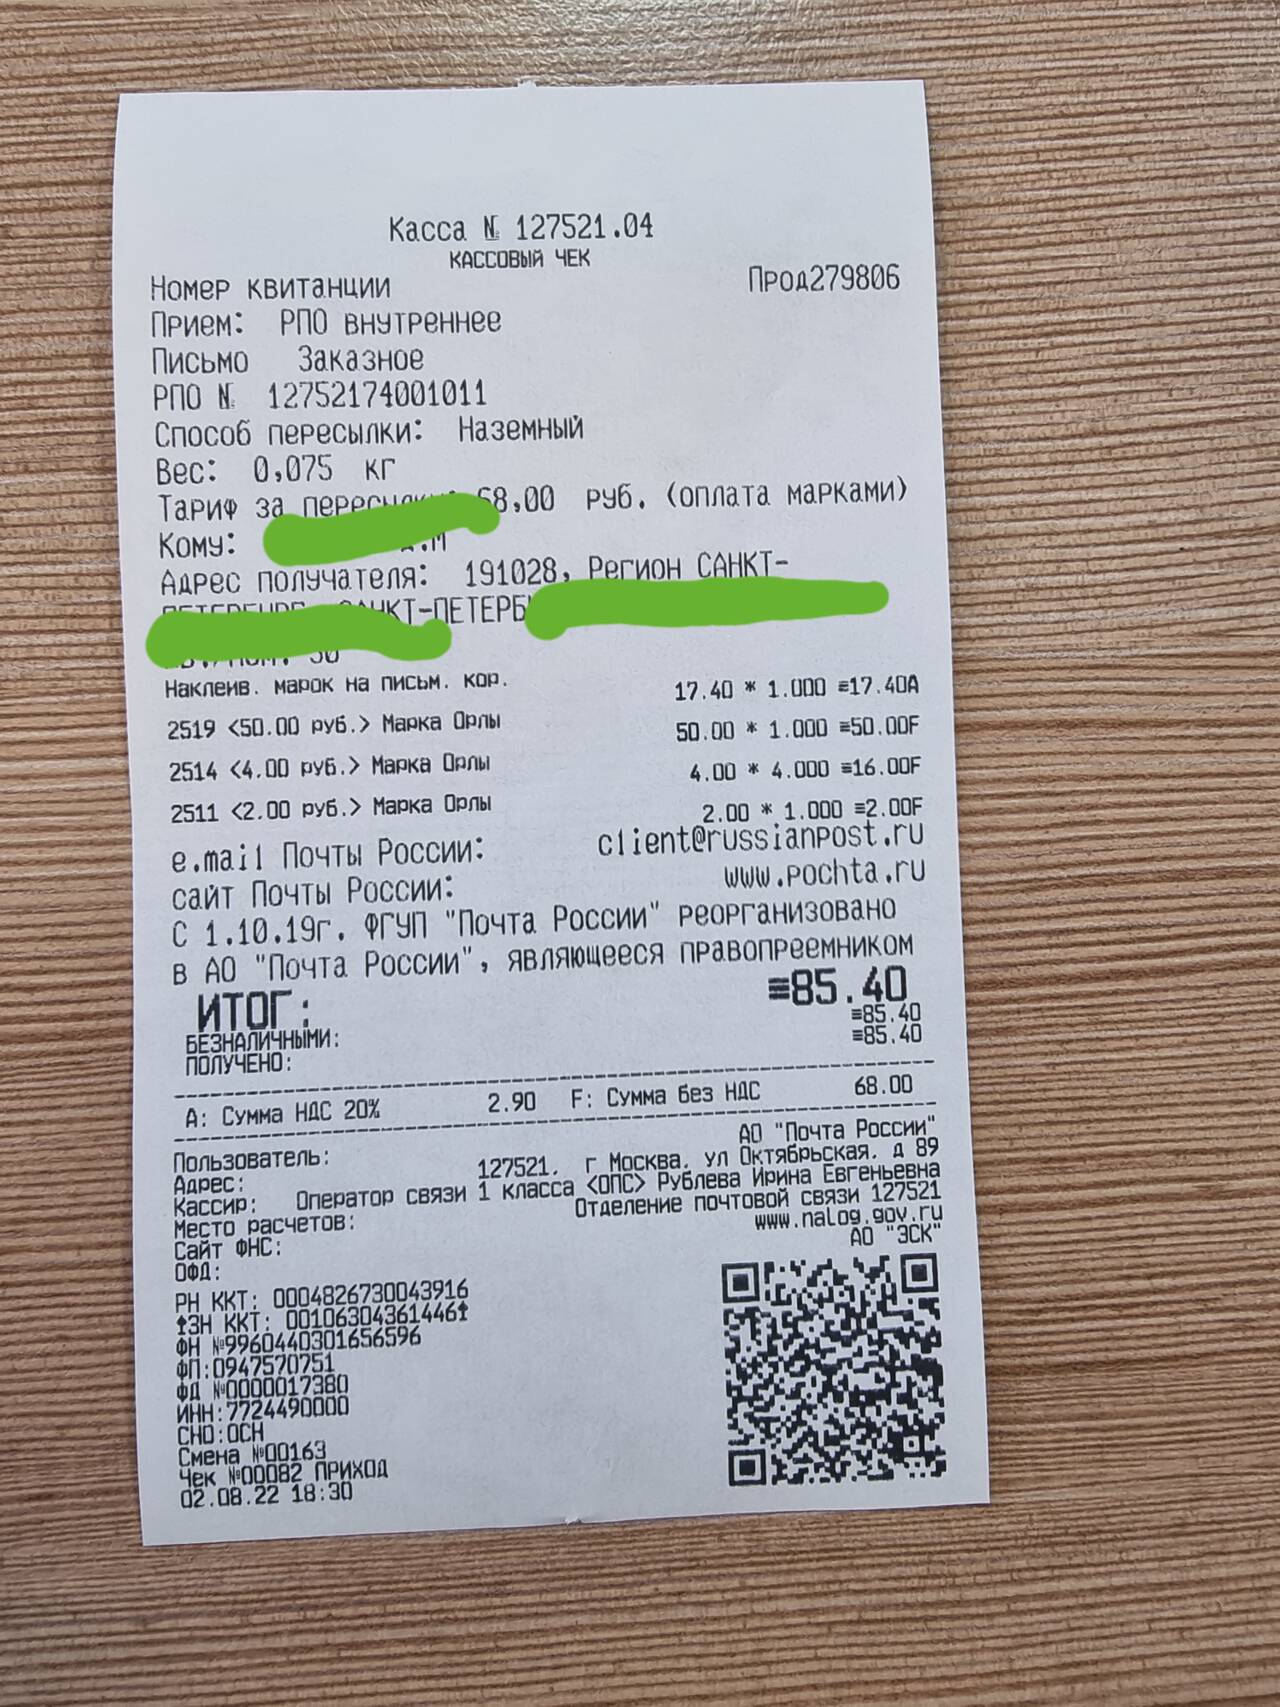 Касса № 127521.04
КАССОВЫЙ ЧЕК
Номер квитанции Прод279806
Прием: РПО внутреннее
Письмо Заказное
РПО № 12752174001011
Способ пересылки: Наземный
Вес: 0,075 кг
Тариф за 68,00 руб. (оплата марками)
Кому:
Адрес получателя: 191028, Регион САНКТ-
Наклеив. марок на письм. кор. 17.40 * 1.000 ≡17.40А
2519 <50.00 руб.> Марка Орлы 50.00 * 1.000 ≡50.00F
2514 <4.00 руб.> Марка Орлы 4.00 * 4.000 ≡16.00F
2511 <2.00 руб.> Марка Орлы 2.00 * 1.000 ≡2.00F
e.mail Почты России: client@russianpost.ru
сайт Почты России: www.pochta.ru
С 1.10.19г. ФГУП "Почта России" реорганизовано
в АО "Почта России", являющееся правопреемником
ИТОГ: ≡85.40
БЕЗНАЛИЧНЫМИ: ≡85.40
ПОЛУЧЕНО: ≡85.40
А: Сумма НДС 20% 2.90 F: Сумма без НДС 68.00
Пользователь: АО "Почта России"
Адрес: 127521, г Москва, ул Октябрьская, д 89
Кассир: Оператор связи 1 класса <ОПС> Рублева Ирина Евгеньевна
Место расчетов: Отделение почтовой связи 127521
Сайт ФНС: www.nalog.gov.ru
ОФД: АО "ЭСК"
РН ККТ: 0004826730043916
↑ЗН ККТ: 00106304361446↑
ФН №9960440301656596
ФП:0947570751
ФД №0000017380
ИНН:7724490000
СНО:ОСН
Смена №00163
Чек №00082 ПРИХОД
02.08.22 18:30